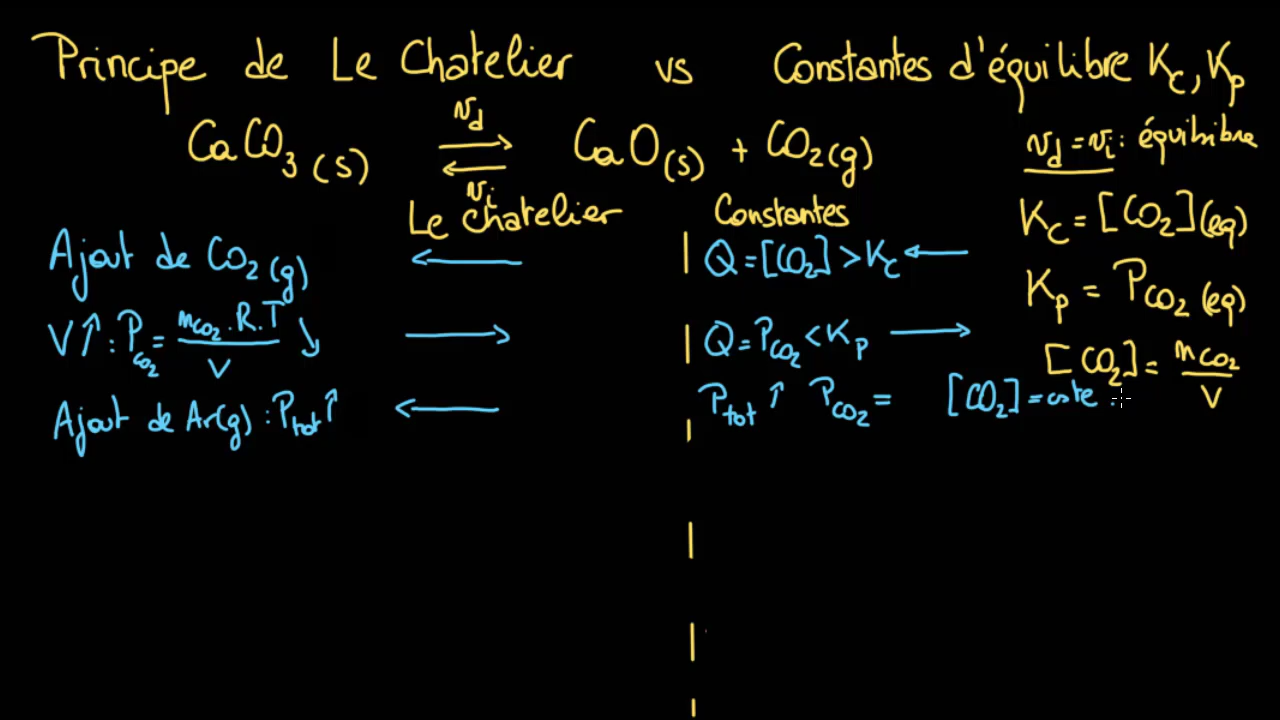 Principe de Le Chatelier vs Constantes d'équilibre Kc, Kp
CaCO3 (s) ⇌ CaO(s) + CO2(g)
vd
vi
vd = vi : équilibre
Le Chatelier Constantes
Kc = [CO2](eq)
Ajout de CO2(g) ← Q = [CO2] > Kc ←
Kp = PCO2(eq)
V↑ : PCO2 = nCO2.R.T / V ↘ → Q = PCO2 < Kp →
[CO2] = nCO2 / V
Ajout de Ar(g) : Ptot ↑ ← Ptot ↑ PCO2 = [CO2] = cste :